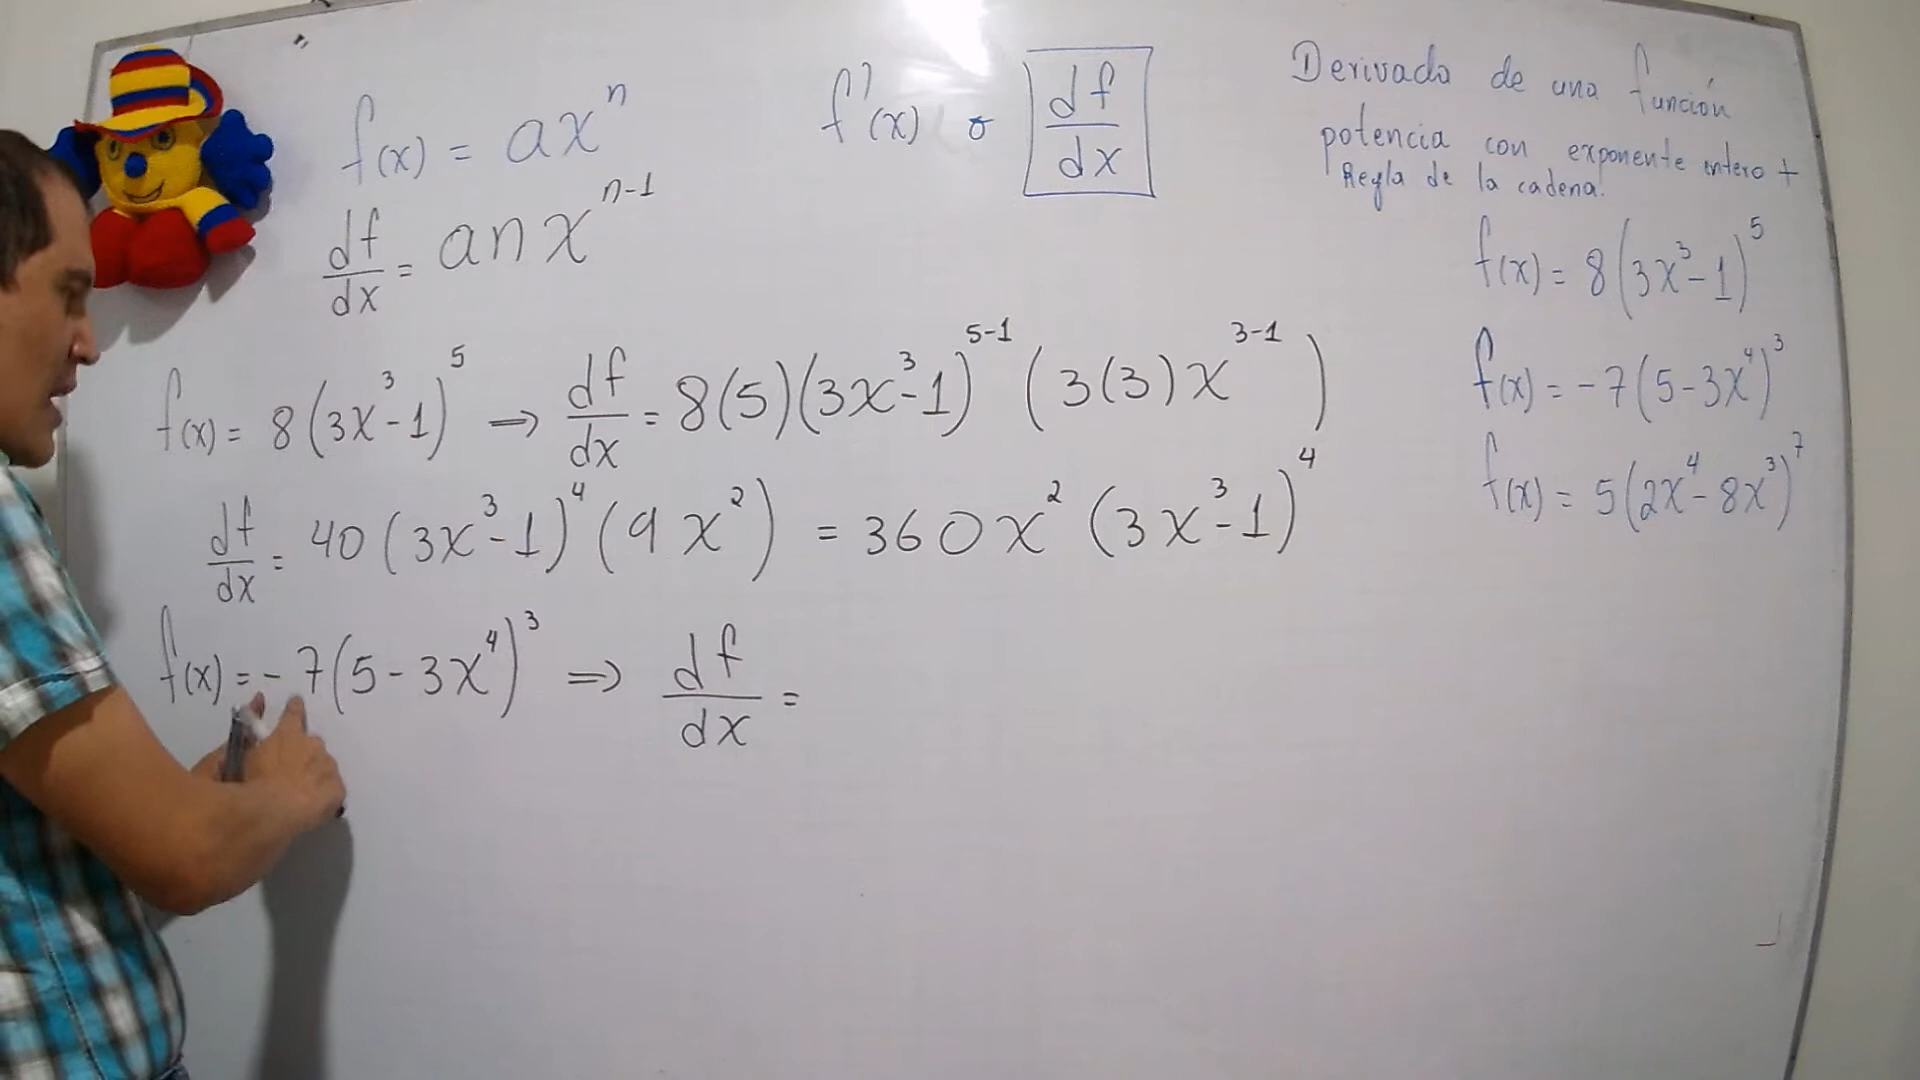 f(x) = ax^n
df/dx = anx^{n-1}
f'(x) o df/dx
Derivada de una función
potencia con exponente entero +
Regla de la cadena.
f(x) = 8(3x^3-1)^5
f(x) = -7(5-3x^4)^3
f(x) = 5(2x^4-8x^3)^7
f(x) = 8(3x^3-1)^5 ⇒ df/dx = 8(5)(3x^3-1)^{5-1} (3(3)x^{3-1})
df/dx = 40(3x^3-1)^4 (9x^2) = 360x^2 (3x^3-1)^4
f(x) = -7(5-3x^4)^3 ⇒ df/dx =